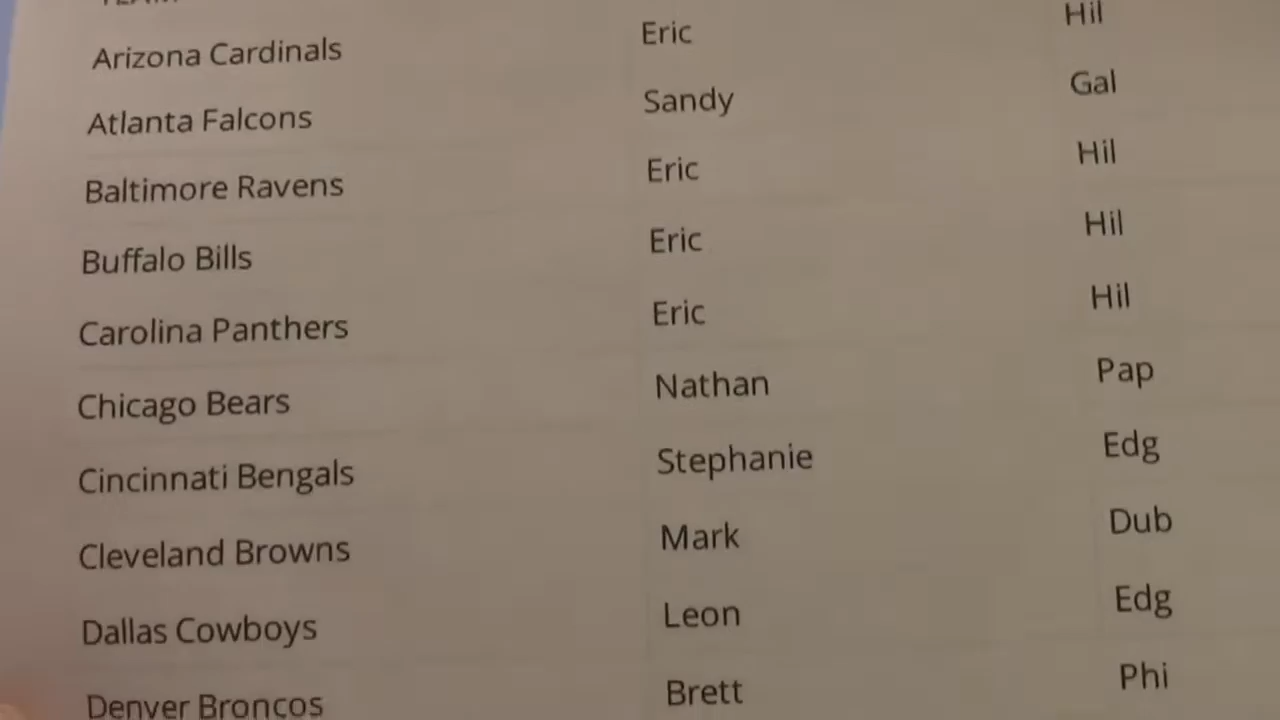 Arizona Cardinals Eric Hil
Atlanta Falcons Sandy Gal
Baltimore Ravens Eric Hil
Buffalo Bills Eric Hil
Carolina Panthers Eric Hil
Chicago Bears Nathan Pap
Cincinnati Bengals Stephanie Edg
Cleveland Browns Mark Dub
Dallas Cowboys Leon Edg
Denver Broncos Brett Phi